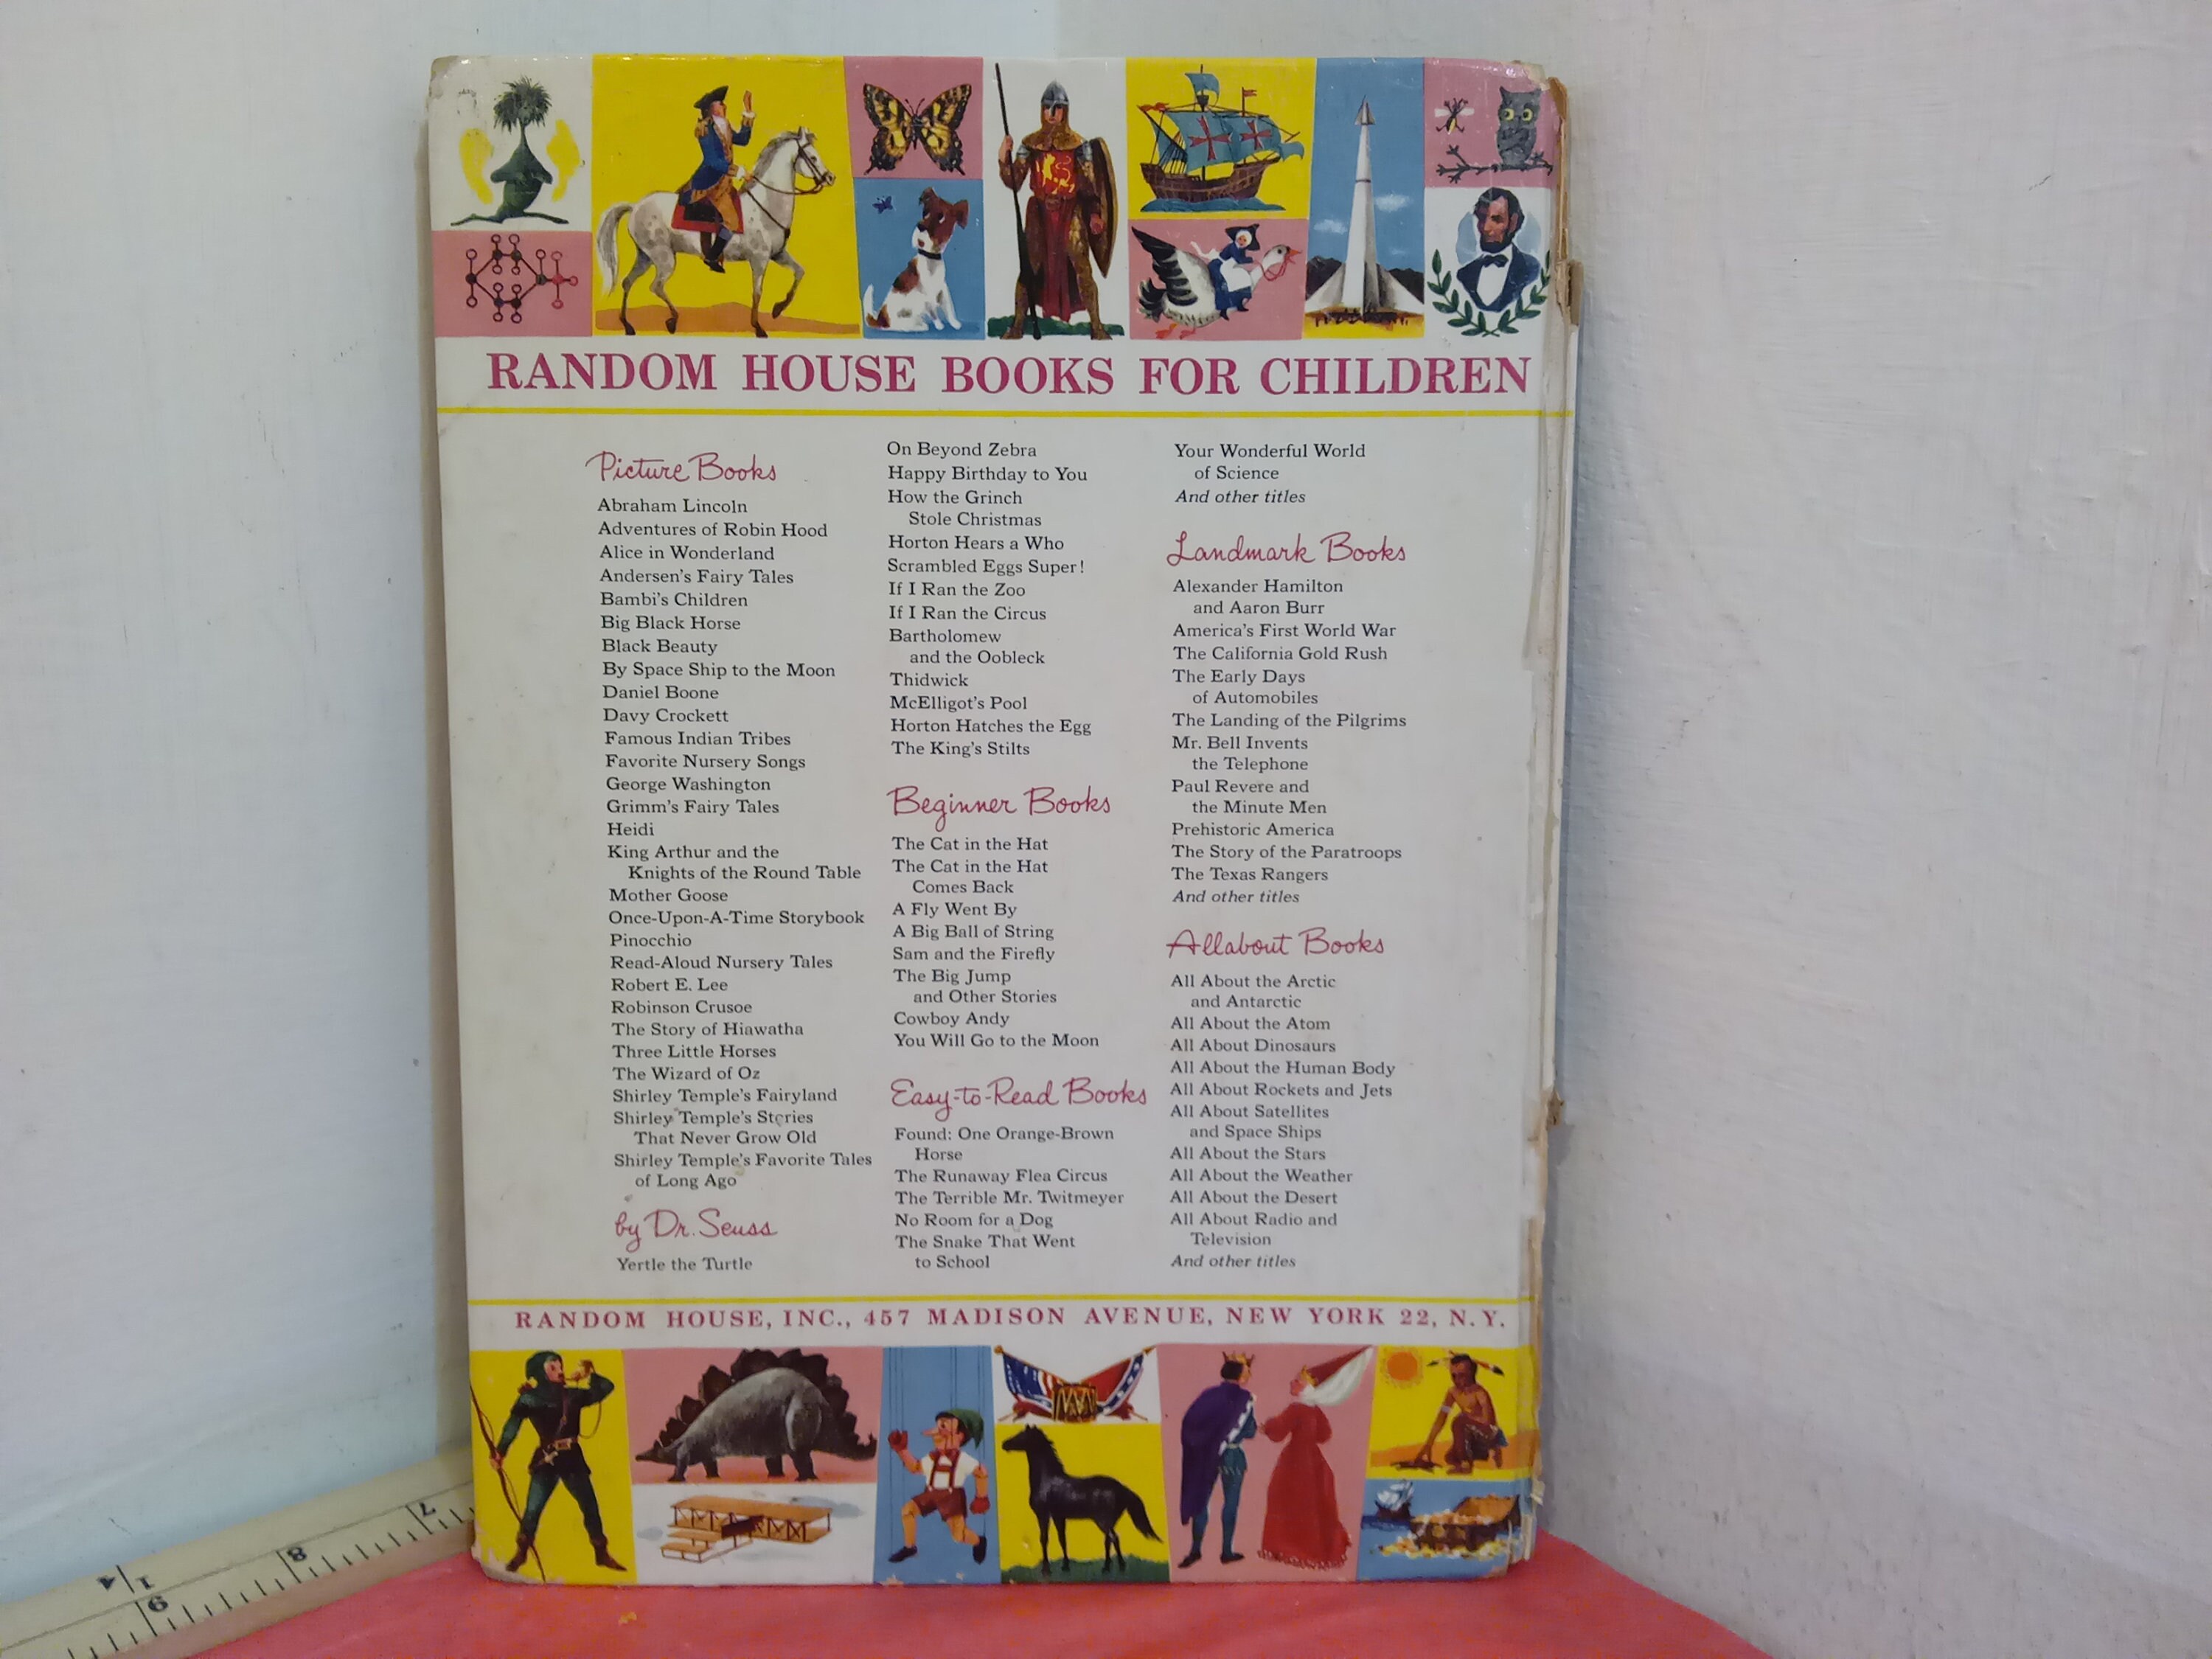 RANDOM HOUSE BOOKS FOR CHILDREN
Picture Books
Abraham Lincoln
Adventures of Robin Hood
Alice in Wonderland
Andersen's Fairy Tales
Bambi's Children
Big Black Horse
Black Beauty
By Space Ship to the Moon
Daniel Boone
Davy Crockett
Famous Indian Tribes
Favorite Nursery Songs
George Washington
Grimm's Fairy Tales
Heidi
King Arthur and the
Knights of the Round Table
Mother Goose
Once-Upon-A-Time Storybook
Pinocchio
Read-Aloud Nursery Tales
Robert E. Lee
Robinson Crusoe
The Story of Hiawatha
Three Little Horses
The Wizard of Oz
Shirley Temple's Fairyland
Shirley Temple's Stories
That Never Grow Old
Shirley Temple's Favorite Tales
of Long Ago
by Dr. Seuss
Yertle the Turtle
On Beyond Zebra
Happy Birthday to You
How the Grinch
Stole Christmas
Horton Hears a Who
Scrambled Eggs Super!
If I Ran the Zoo
If I Ran the Circus
Bartholomew
and the Oobleck
Thidwick
McElligot's Pool
Horton Hatches the Egg
The King's Stilts
Beginner Books
The Cat in the Hat
The Cat in the Hat
Comes Back
A Fly Went By
A Big Ball of String
Sam and the Firefly
The Big Jump
and Other Stories
Cowboy Andy
You Will Go to the Moon
Easy-to-Read Books
Found: One Orange-Brown
Horse
The Runaway Flea Circus
The Terrible Mr. Twitmeyer
No Room for a Dog
The Snake That Went
to School
Your Wonderful World
of Science
And other titles
Landmark Books
Alexander Hamilton
and Aaron Burr
America's First World War
The California Gold Rush
The Early Days
of Automobiles
The Landing of the Pilgrims
Mr. Bell Invents
the Telephone
Paul Revere and
the Minute Men
Prehistoric America
The Story of the Paratroops
The Texas Rangers
And other titles
Allabout Books
All About the Arctic
and Antarctic
All About the Atom
All About Dinosaurs
All About the Human Body
All About Rockets and Jets
All About Satellites
and Space Ships
All About the Stars
All About the Weather
All About the Desert
All About Radio and
Television
And other titles
RANDOM HOUSE, INC., 457 MADISON AVENUE, NEW YORK 22, N.Y.
7
8
1
9